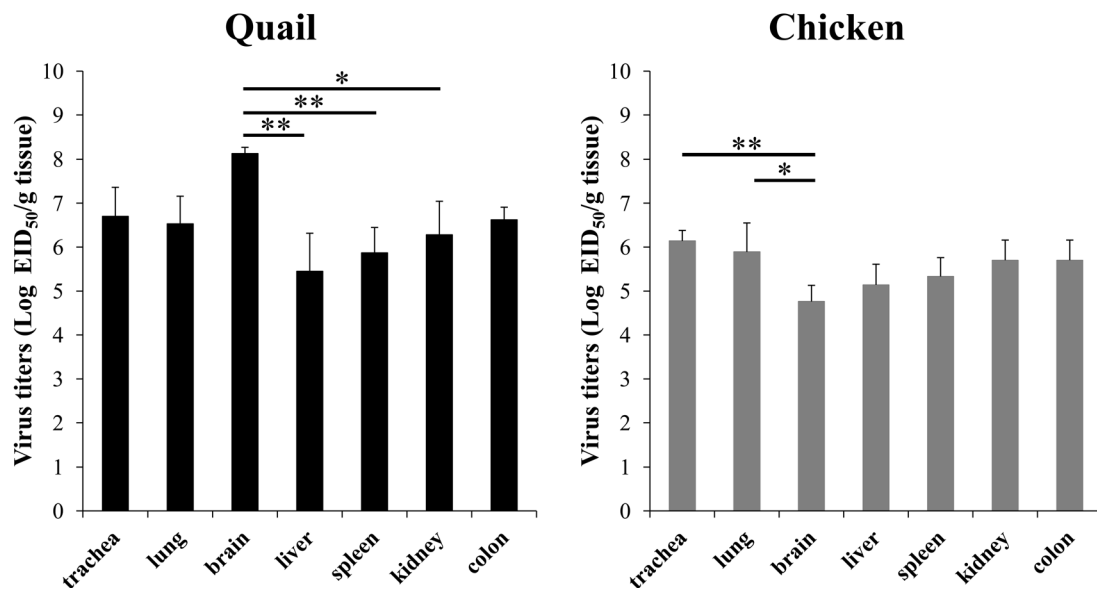 Quail
Virus titers (Log EID50/g tissue)
10
9
8
7
6
5
4
3
2
1
0
*
**
**
trachea
lung
brain
liver
spleen
kidney
colon
Chicken
Virus titers (Log EID50/g tissue)
10
9
8
7
6
5
4
3
2
1
0
**
*
trachea
lung
brain
liver
spleen
kidney
colon